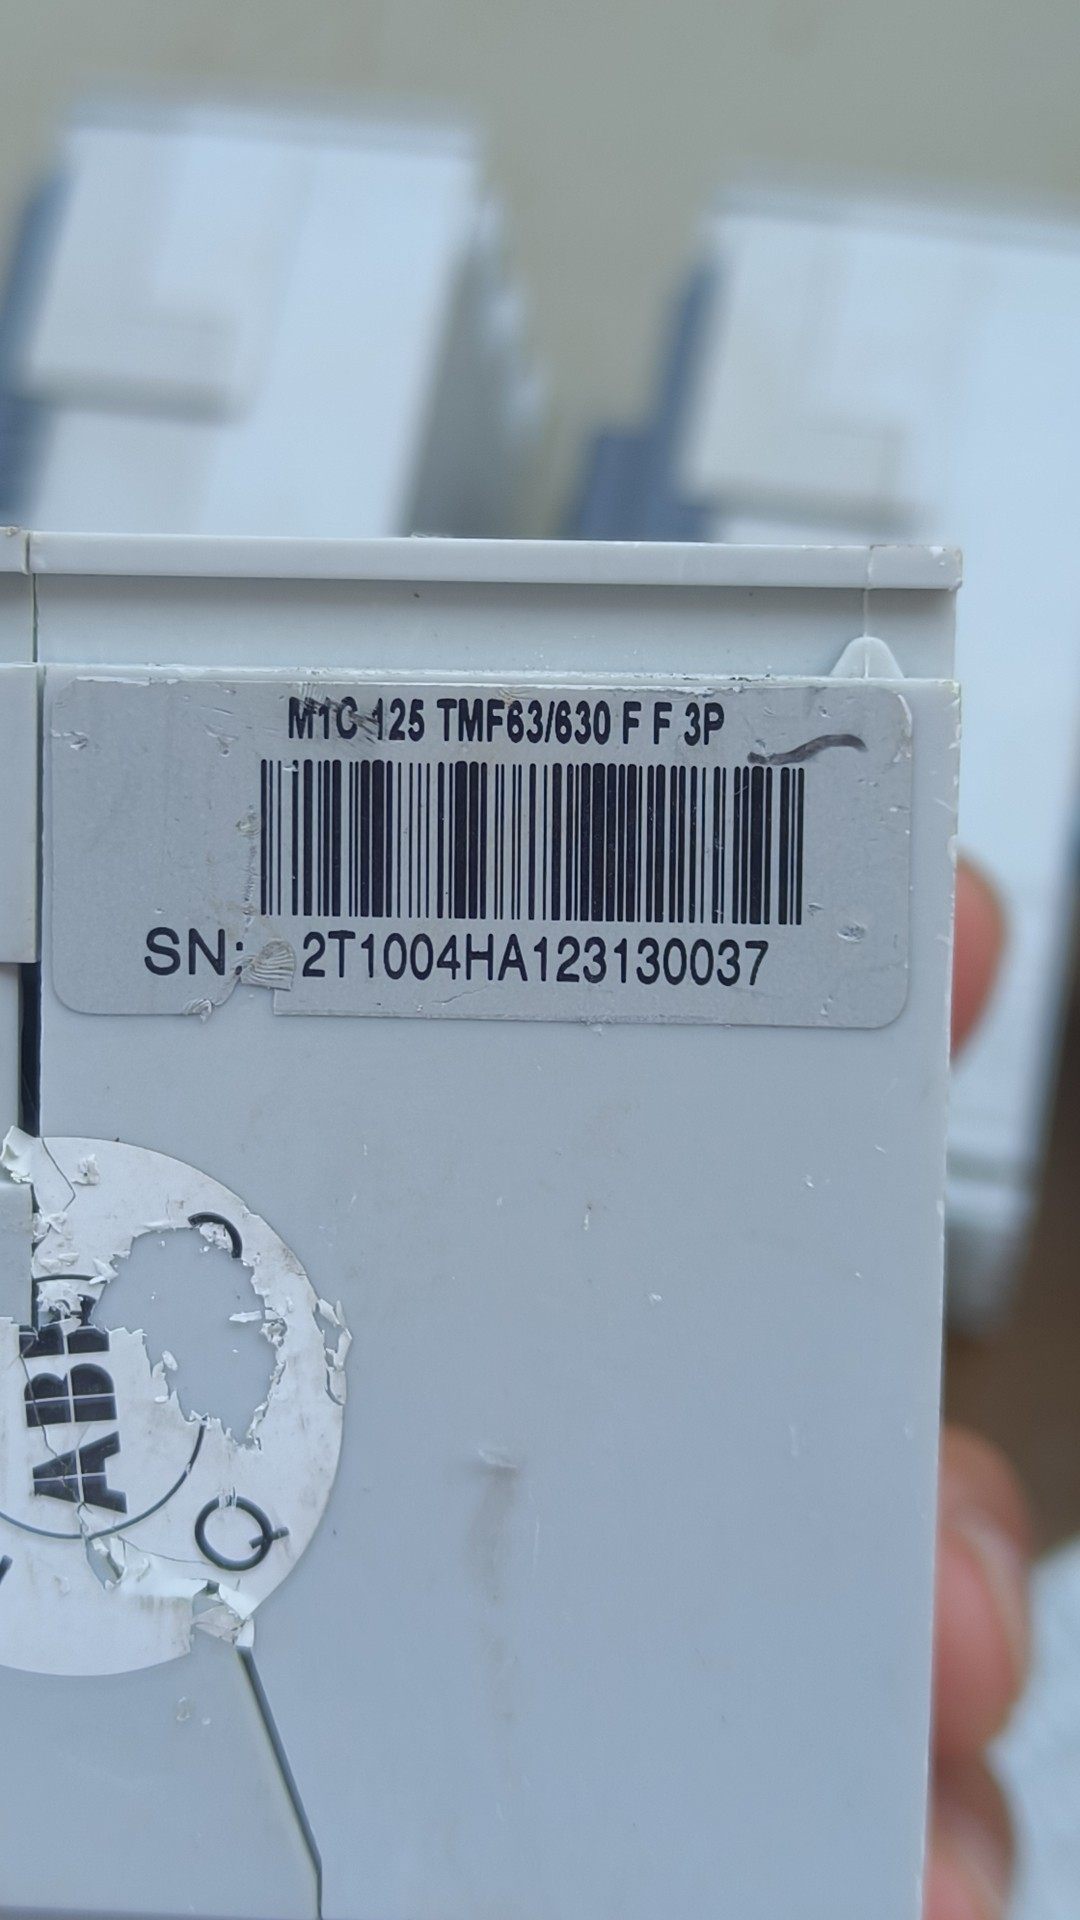 M1C 125 TMF63/630 F F 3P
SN: 2T1004HA123130037
ABB
Q